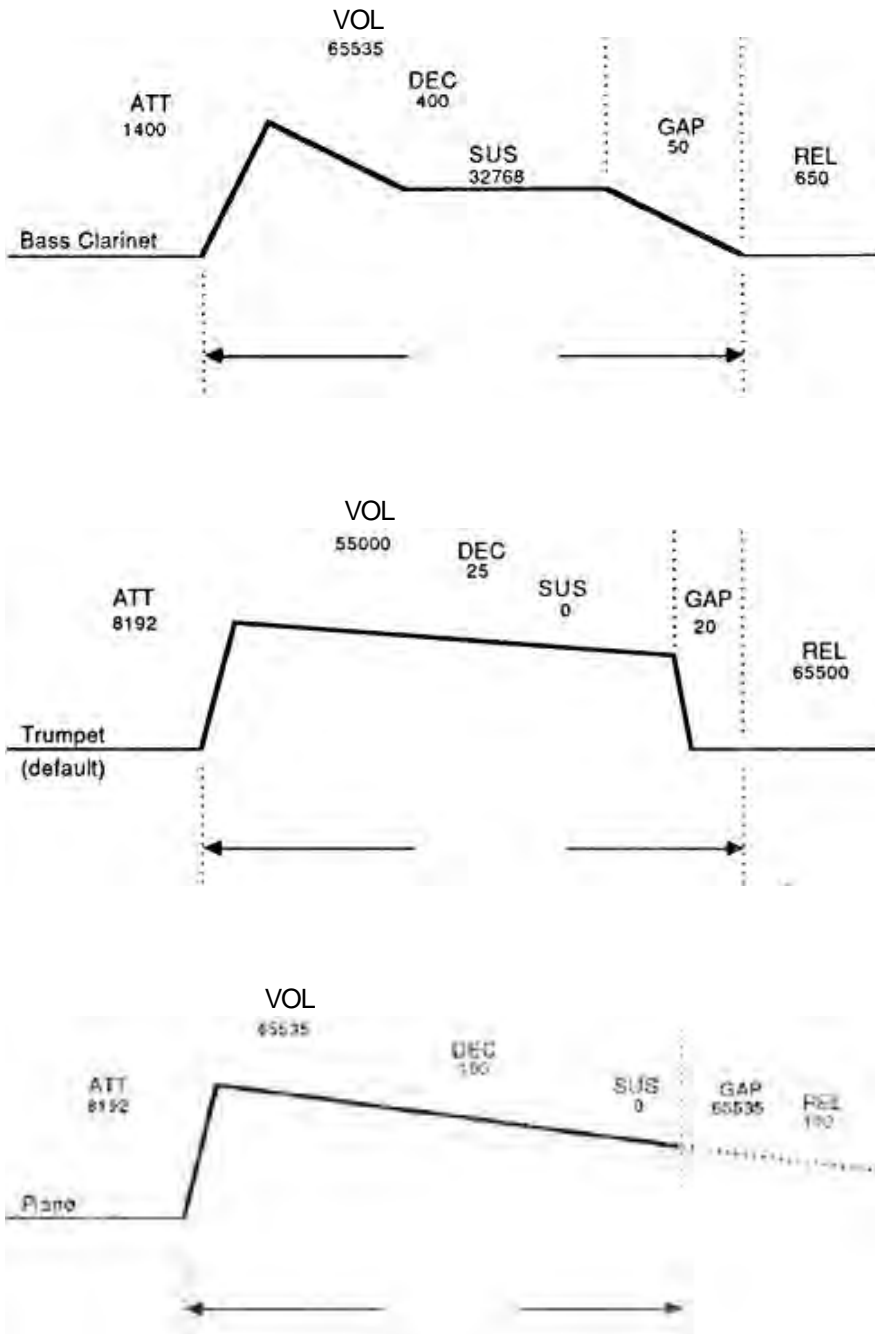 VOL
65535
DEC
400
ATT
1400
GAP
50
SUS
32768
REL
650
Bass Clarinet
VOL
55000
DEC
25
SUS
0
ATT
8192
GAP
20
REL
65500
Trumpet
(default)
VOL
65535
DEC
ATT
8192
SUS
0
GAP
65535
REL
Piano